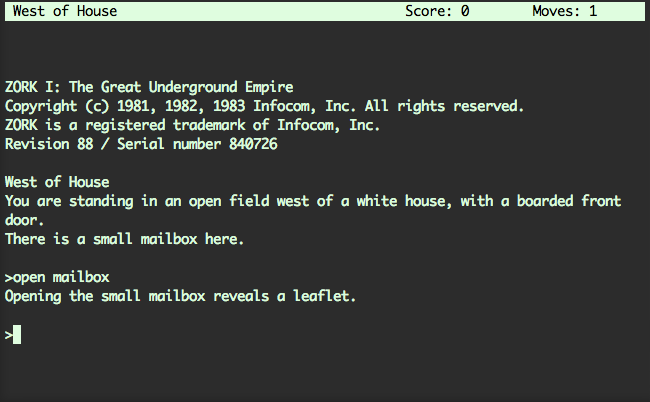 West of House Score: 0 Moves: 1
ZORK I: The Great Underground Empire
Copyright (c) 1981, 1982, 1983 Infocom, Inc. All rights reserved.
ZORK is a registered trademark of Infocom, Inc.
Revision 88 / Serial number 840726
West of House
You are standing in an open field west of a white house, with a boarded front
door.
There is a small mailbox here.
>open mailbox
Opening the small mailbox reveals a leaflet.
>